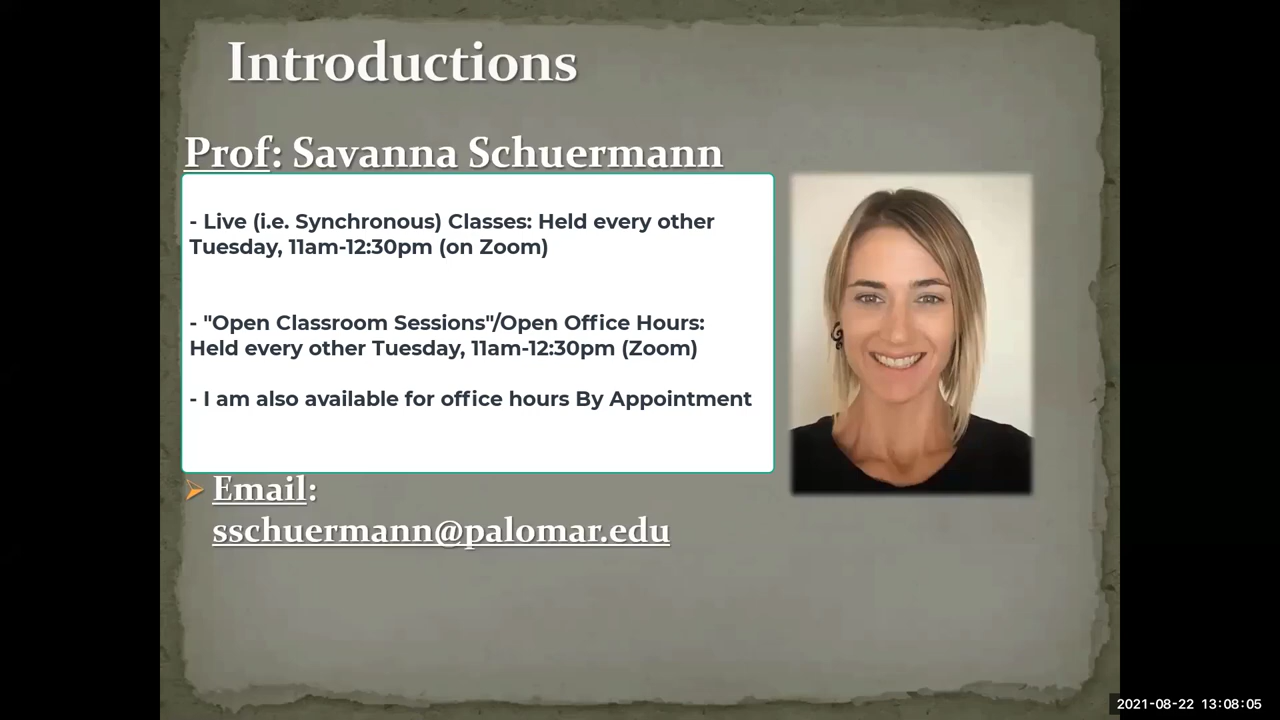 Introductions
Prof: Savanna Schuermann
- Live (i.e. Synchronous) Classes: Held every other
Tuesday, 11am-12:30pm (on Zoom)
- "Open Classroom Sessions"/Open Office Hours:
Held every other Tuesday, 11am-12:30pm (Zoom)
- I am also available for office hours By Appointment
Email:
sschuermann@palomar.edu
2021-08-22 13:08:05